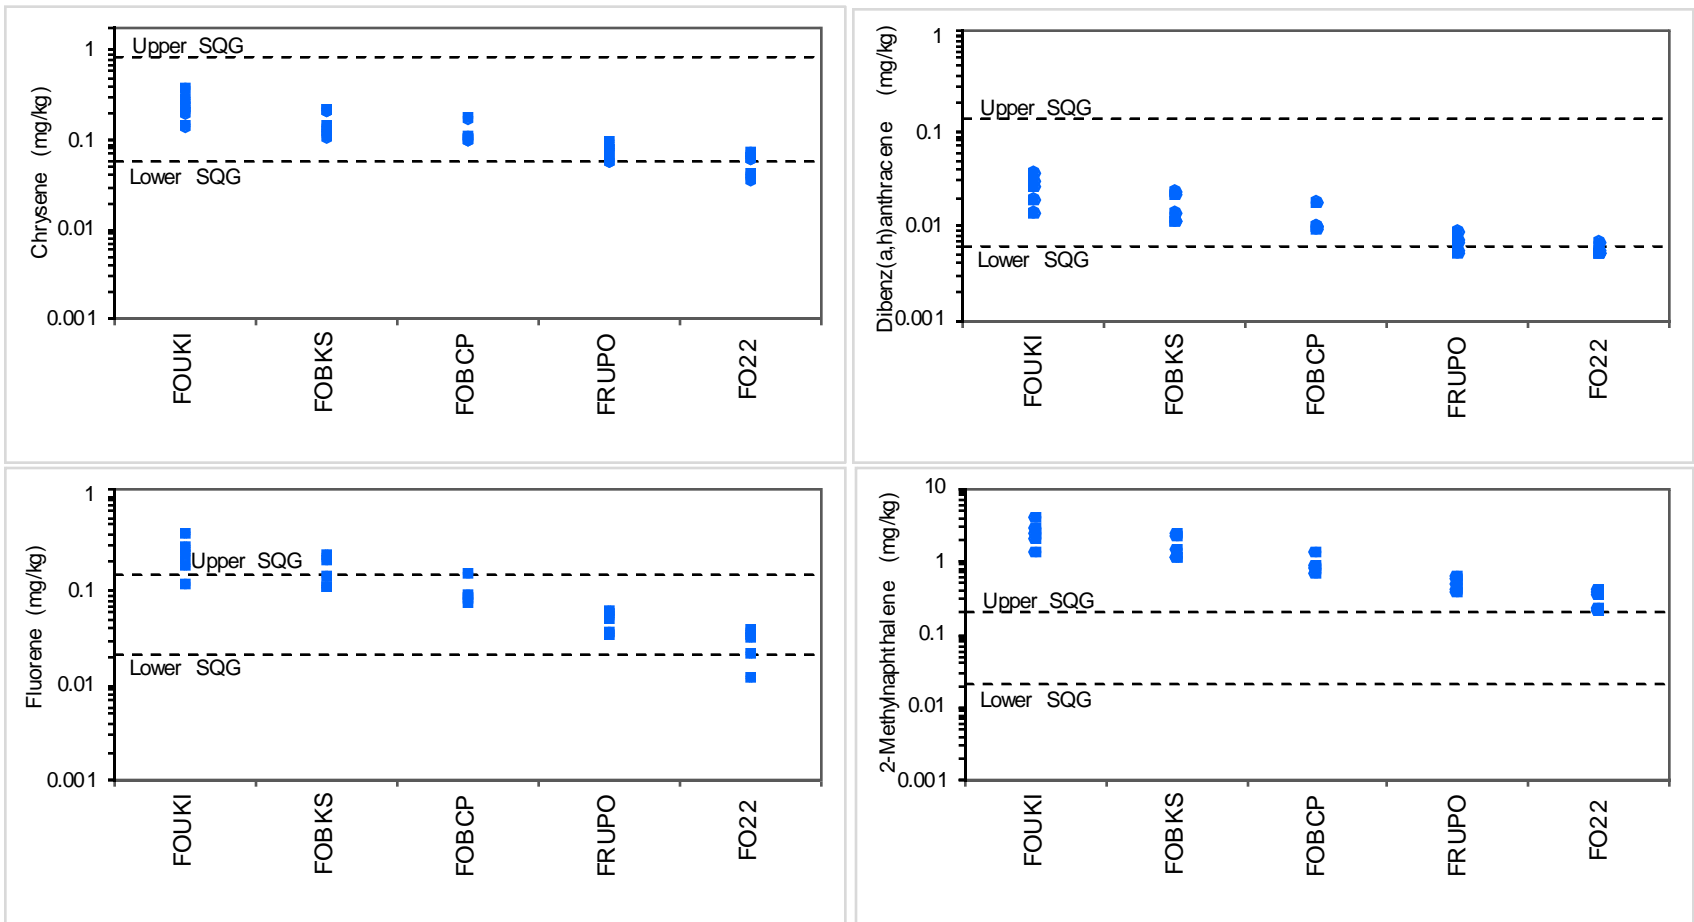 Chrysene (mg/kg)
1
0.1
0.01
0.001
Upper SQG
Lower SQG
FOUKI
FOBKS
FOBCP
FRUPO
FO22
Dibenz(a,h)anthracene (mg/kg)
1
0.1
0.01
0.001
Upper SQG
Lower SQG
FOUKI
FOBKS
FOBCP
FRUPO
FO22
Fluorene (mg/kg)
1
0.1
0.01
0.001
Upper SQG
Lower SQG
FOUKI
FOBKS
FOBCP
FRUPO
FO22
2-Methylnaphthalene (mg/kg)
10
1
0.1
0.01
0.001
Upper SQG
Lower SQG
FOUKI
FOBKS
FOBCP
FRUPO
FO22